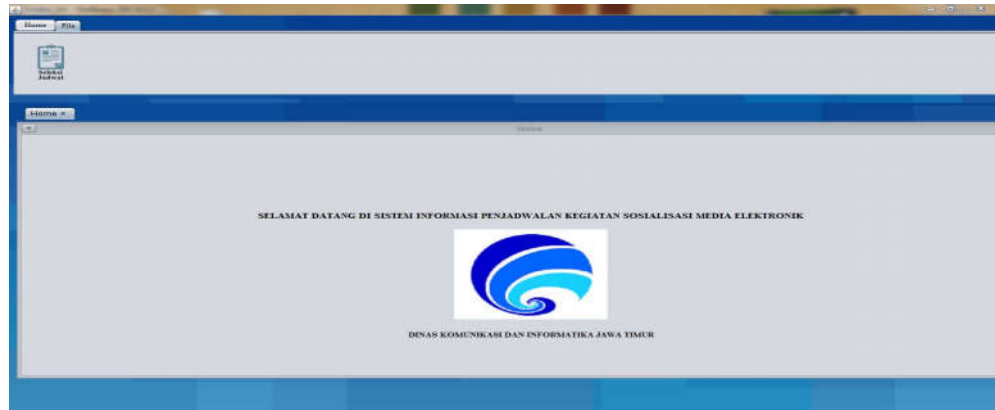 Home File
Seleksi
Jadwal
Home ×
Home
SELAMAT DATANG DI SISTEM INFORMASI PENJADWALAN KEGIATAN SOSIALISASI MEDIA ELEKTRONIK
DINAS KOMUNIKASI DAN INFORMATIKA JAWA TIMUR